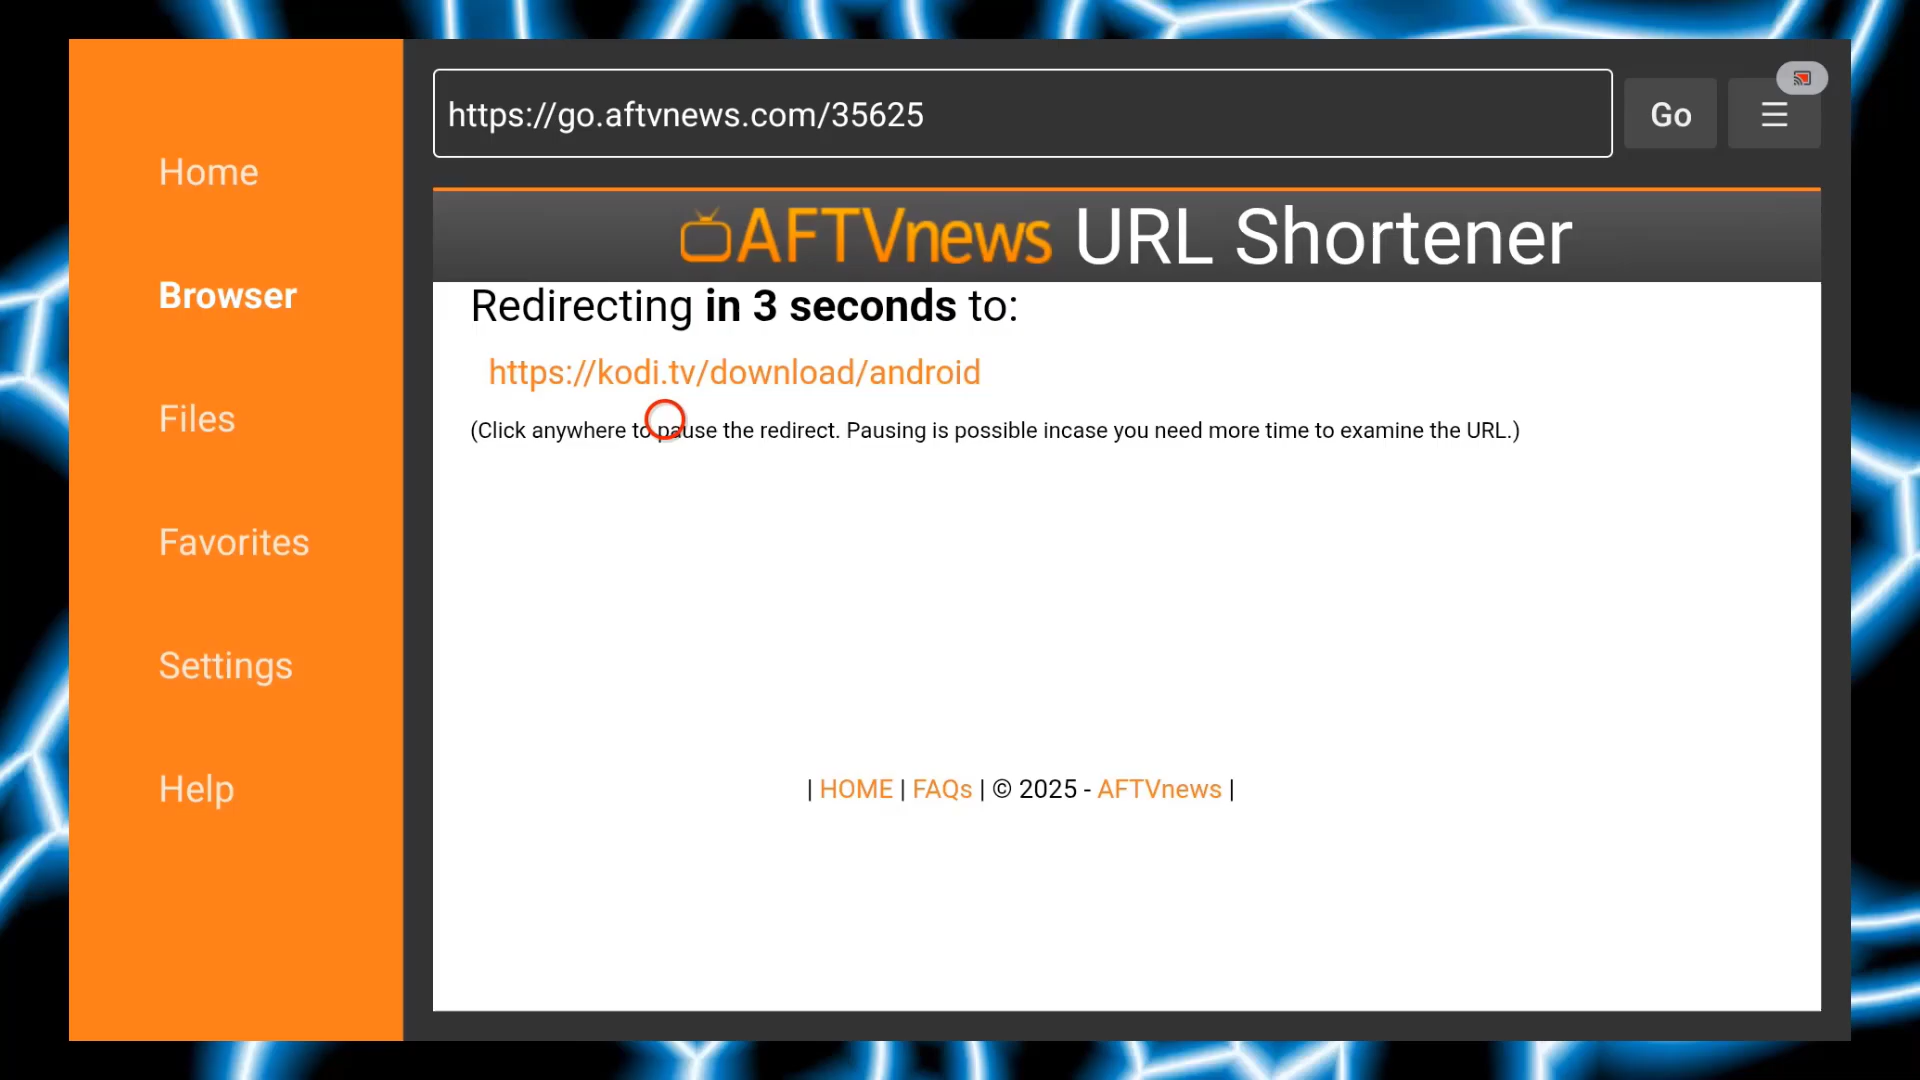 Home
Browser
Files
Favorites
Settings
Help
https://go.aftvnews.com/35625
Go
AFTVnews URL Shortener
Redirecting in 3 seconds to:
https://kodi.tv/download/android
(Click anywhere to pause the redirect. Pausing is possible incase you need more time to examine the URL.)
| HOME | FAQs | © 2025 - AFTVnews |